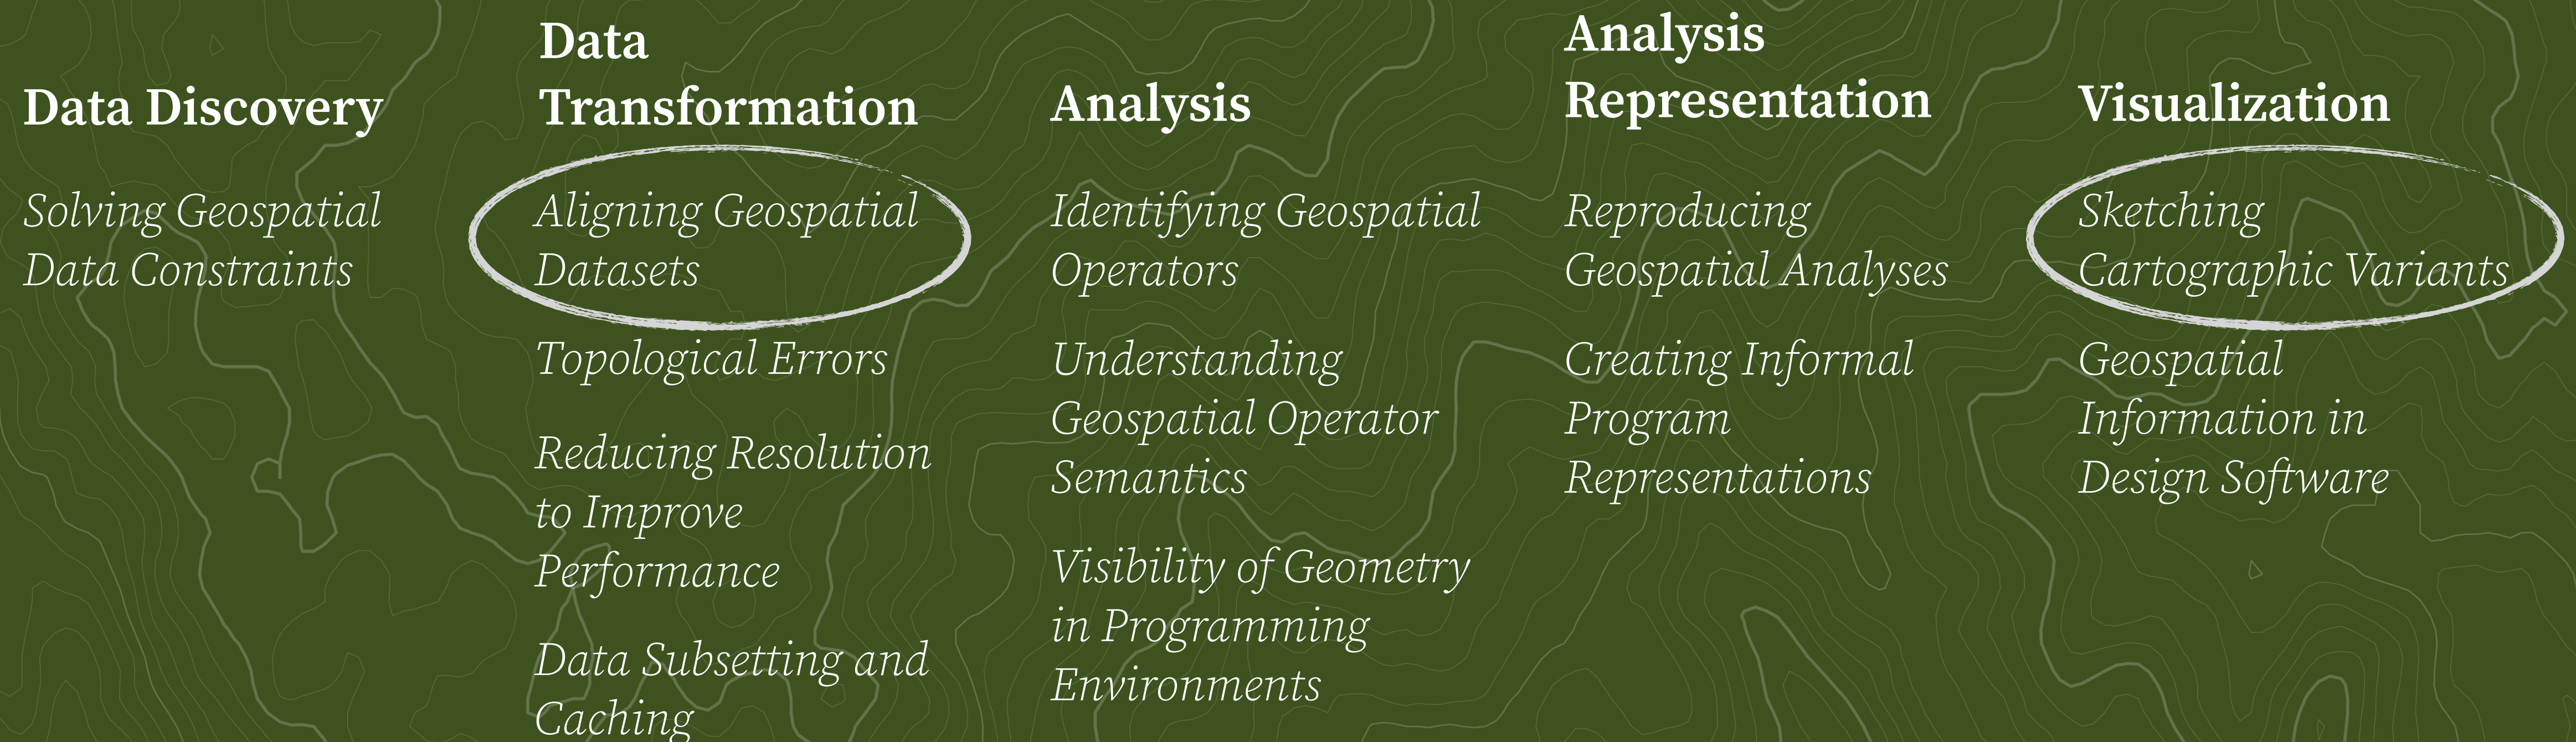 Data Discovery
Solving Geospatial
Data Constraints
Data
Transformation
Aligning Geospatial
Datasets
Topological Errors
Reducing Resolution
to Improve
Performance
Data Subsetting and
Caching
Analysis
Identifying Geospatial
Operators
Understanding
Geospatial Operator
Semantics
Visibility of Geometry
in Programming
Environments
Analysis
Representation
Reproducing
Geospatial Analyses
Creating Informal
Program
Representations
Visualization
Sketching
Cartographic Variants
Geospatial
Information in
Design Software